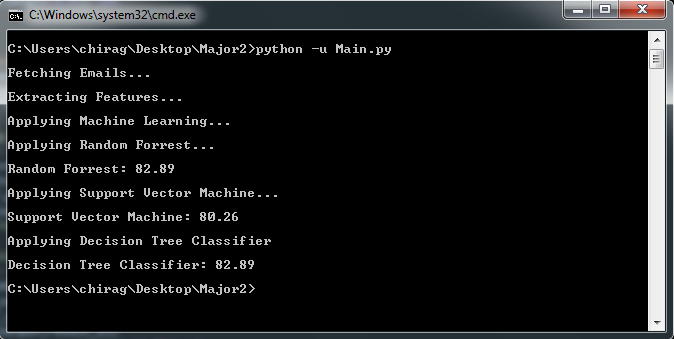 C:\Windows\system32\cmd.exe
C:\Users\chirag\Desktop\Major2>python -u Main.py
Fetching Emails...
Extracting Features...
Applying Machine Learning...
Applying Random Forrest...
Random Forrest: 82.89
Applying Support Vector Machine...
Support Vector Machine: 80.26
Applying Decision Tree Classifier
Decision Tree Classifier: 82.89
C:\Users\chirag\Desktop\Major2>